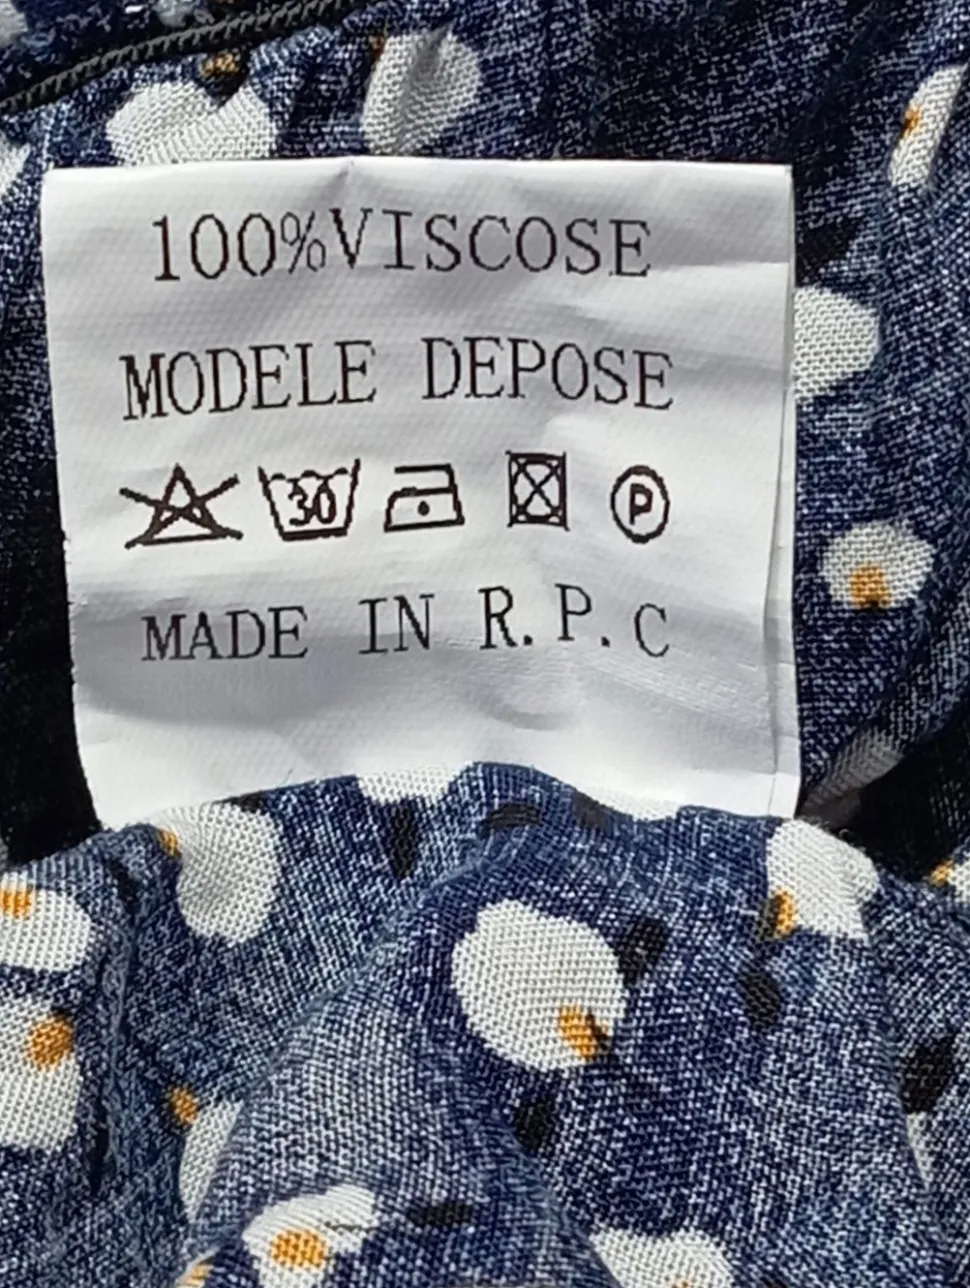 100%VISCOSE
MODELE DEPOSE
30 P
MADE IN R.P.C